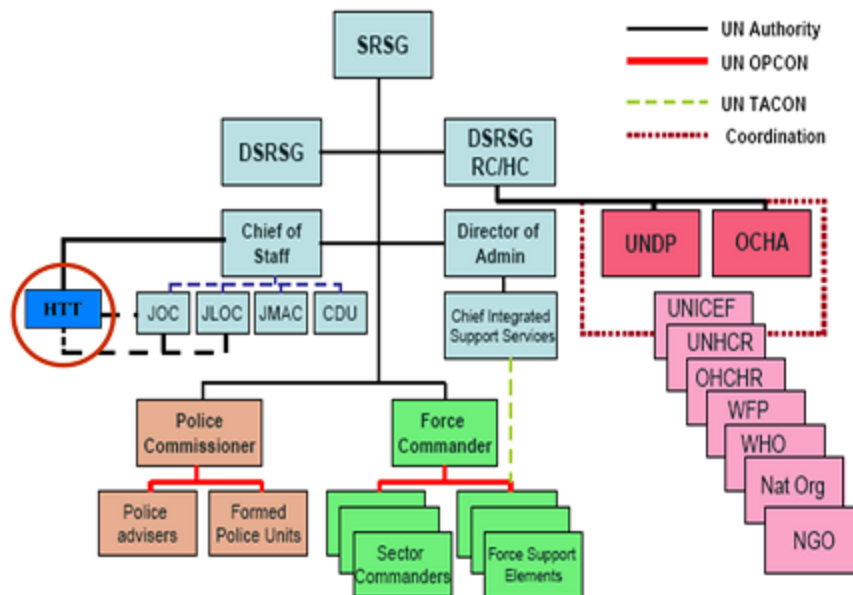 SRSG
UN Authority
UN OPCON
UN TACON
Coordination
DSRSG
DSRSG
RC/HC
UNDP
OCHA
Chief of
Staff
Director of
Admin
HTT
JOC
JLOC
JMAC
CDU
Chief Integrated
Support Services
UNICEF
UNHCR
OHCHR
WFP
WHO
Nat Org
NGO
Police
Commissioner
Force
Commander
Police
advisers
Formed
Police Units
Sector
Commanders
Force Support
Elements